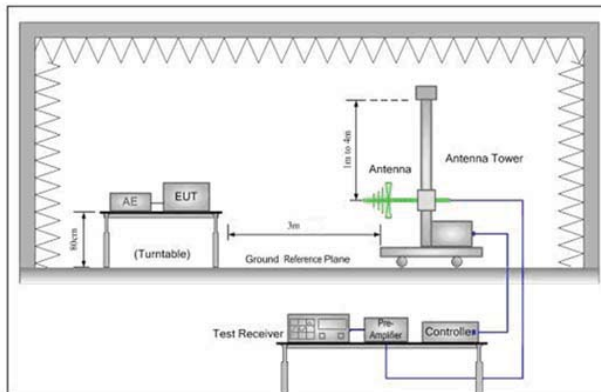 1m to 4m
Antenna
Antenna Tower
AE
EUT
80cm
(Turntable)
3m
Ground Reference Plane
Test Receiver
Pre-
Amplifier
Controller